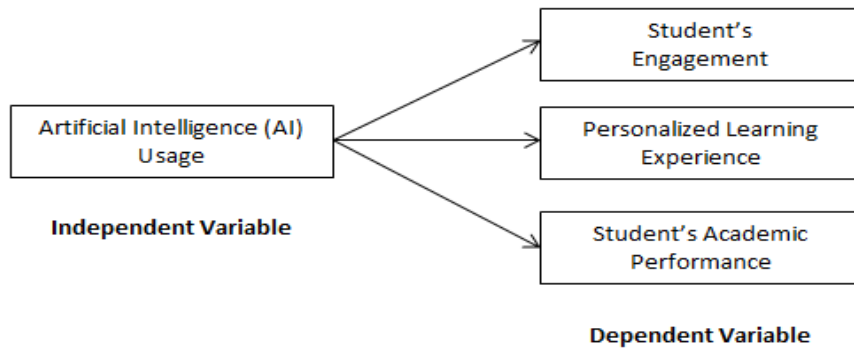 Student’s
Engagement
Artificial Intelligence (AI)
Usage
Personalized Learning
Experience
Independent Variable
Student’s Academic
Performance
Dependent Variable